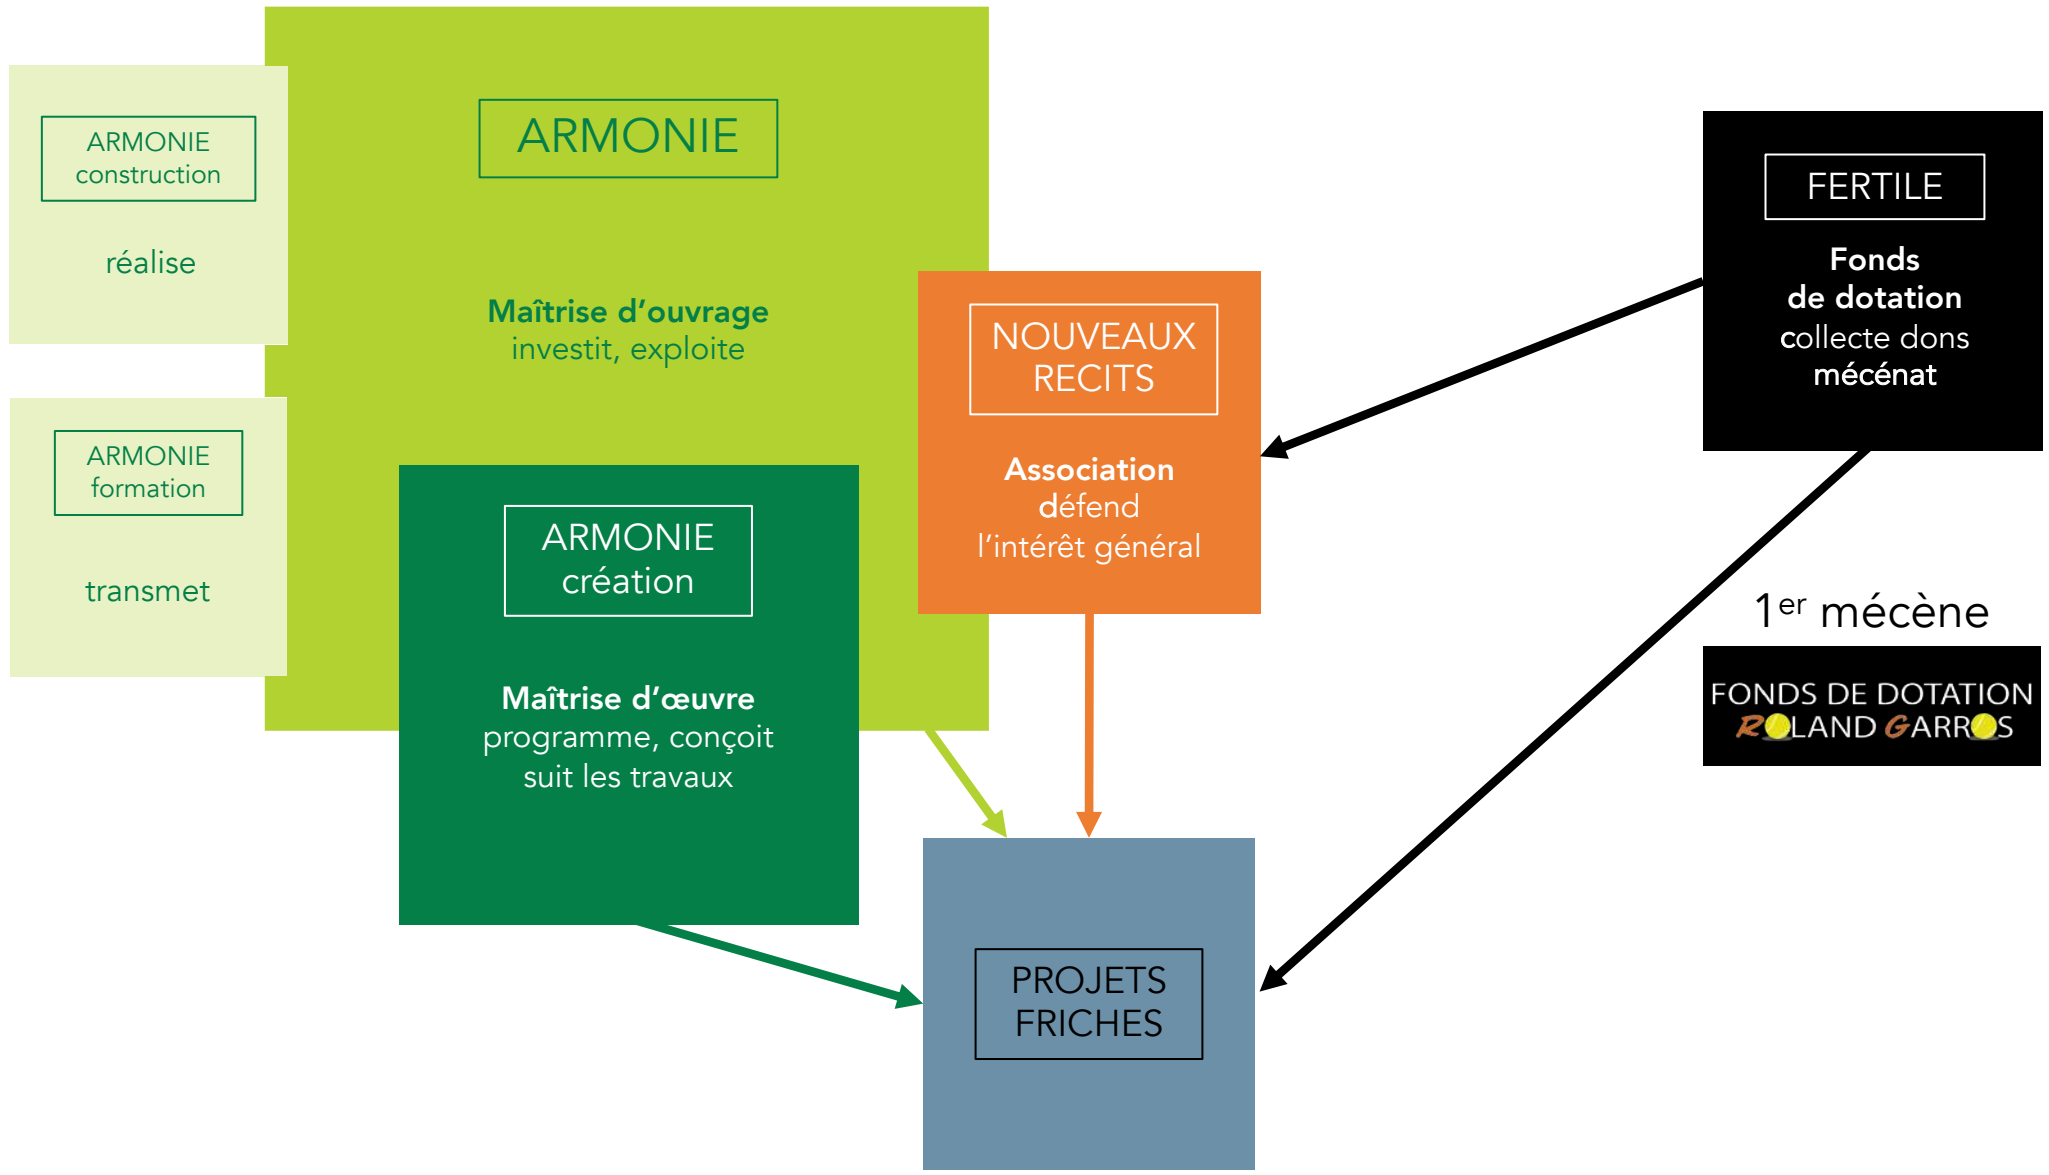 ARMONIE
construction
réalise
ARMONIE
formation
transmet
ARMONIE
Maîtrise d’ouvrage
investit, exploite
ARMONIE
création
Maîtrise d’œuvre
programme, conçoit
suit les travaux
NOUVEAUX
RECITS
Association
défend
l’intérêt général
FERTILE
Fonds
de dotation
collecte dons
mécénat
1er mécène
FONDS DE DOTATION
ROLAND GARROS
PROJETS
FRICHES